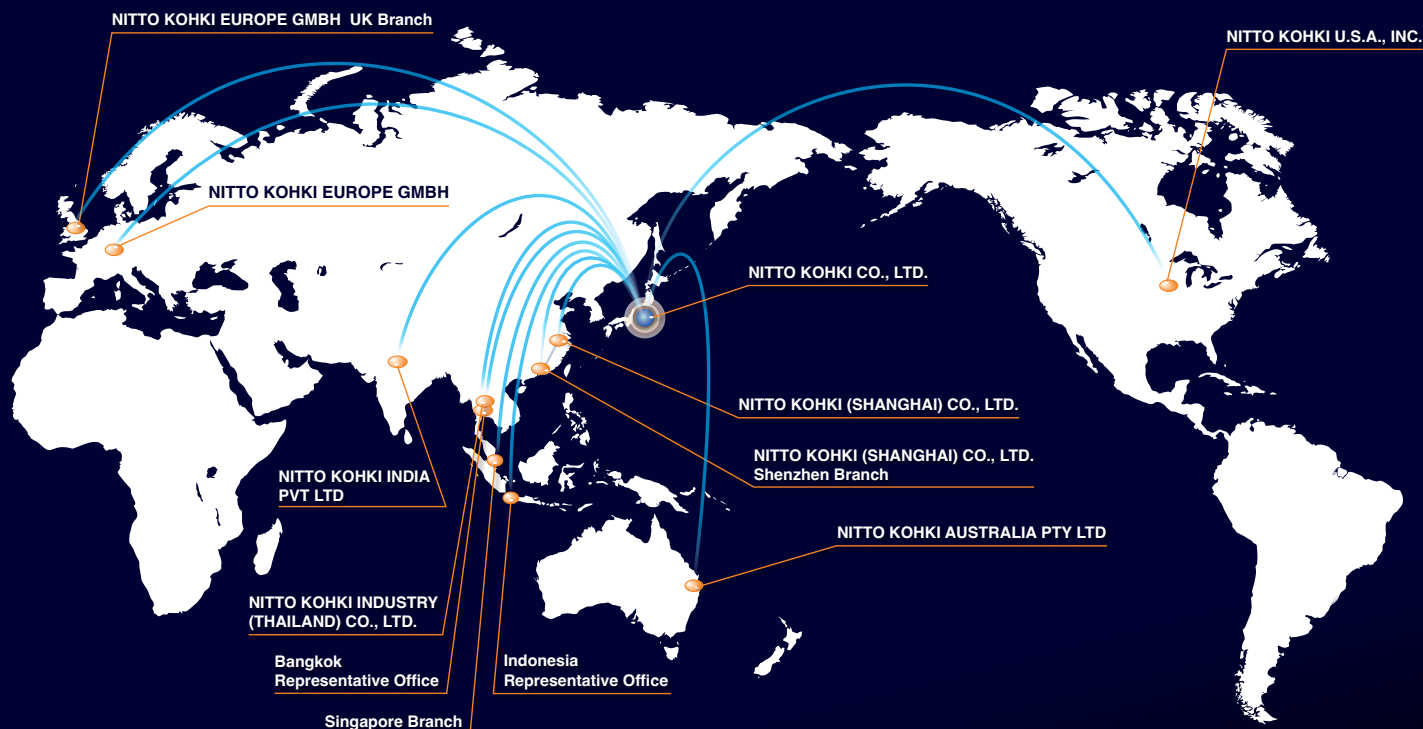 NITTO KOHKI EUROPE GMBH UK Branch
NITTO KOHKI U.S.A., INC.
NITTO KOHKI EUROPE GMBH
NITTO KOHKI CO., LTD.
NITTO KOHKI (SHANGHAI) CO., LTD.
NITTO KOHKI (SHANGHAI) CO., LTD.
Shenzhen Branch
NITTO KOHKI INDIA
PVT LTD
NITTO KOHKI AUSTRALIA PTY LTD
NITTO KOHKI INDUSTRY
(THAILAND) CO., LTD.
Bangkok
Representative Office
Indonesia
Representative Office
Singapore Branch